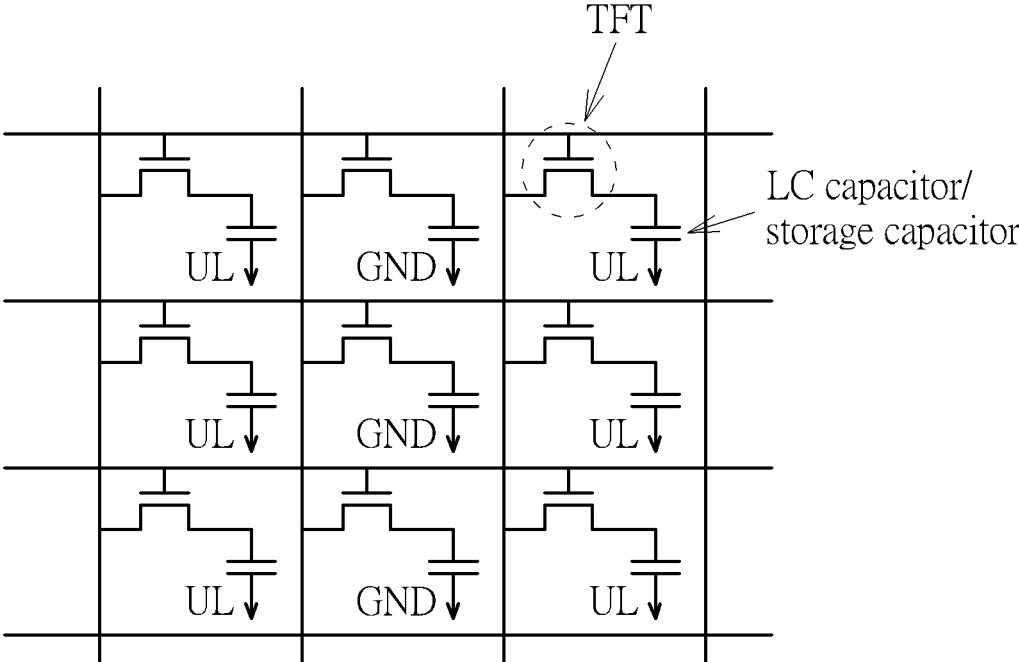 TFT
LC capacitor/
storage capacitor
UL GND UL
UL GND UL
UL GND UL